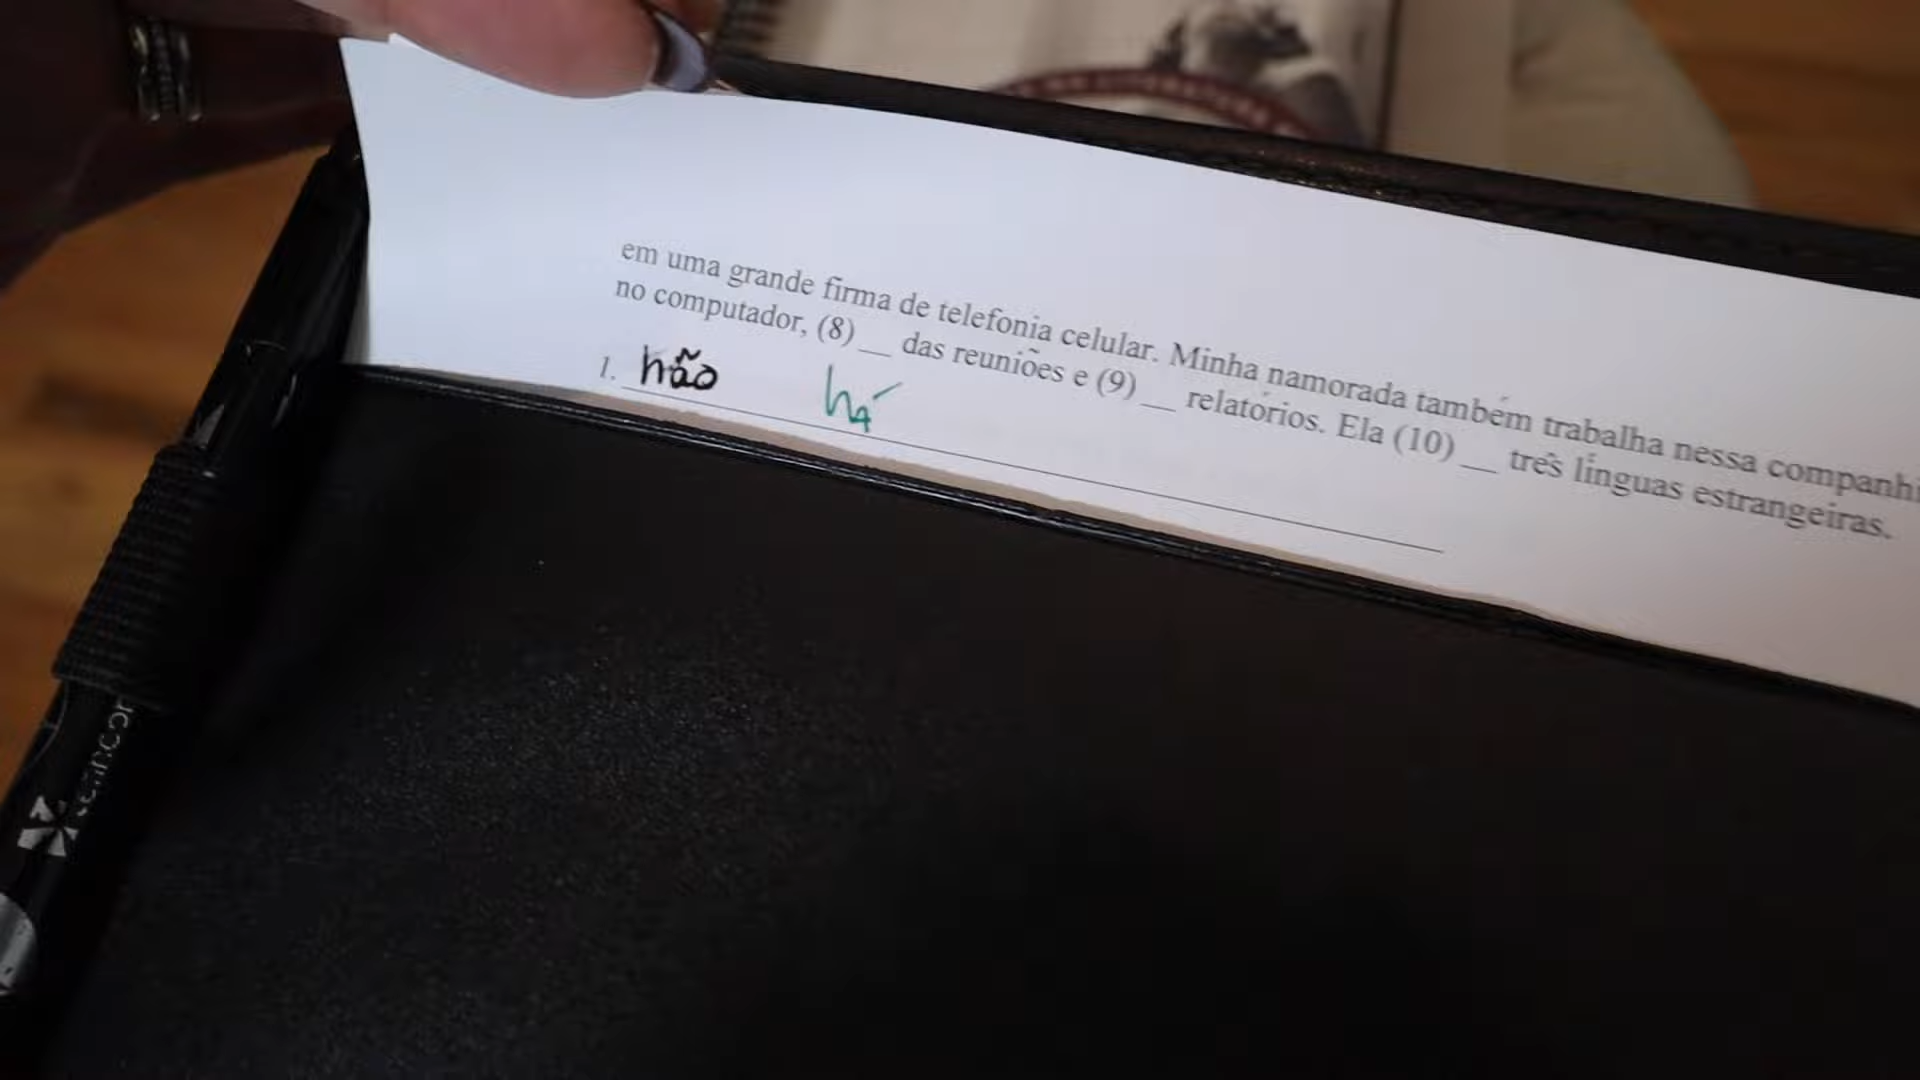 em uma grande firma de telefonia celular. Minha namorada também trabalha nessa companhi
no computador, (8) __ das reuniões e (9) __ relatórios. Ela (10) __ três línguas estrangeiras.
1. não há